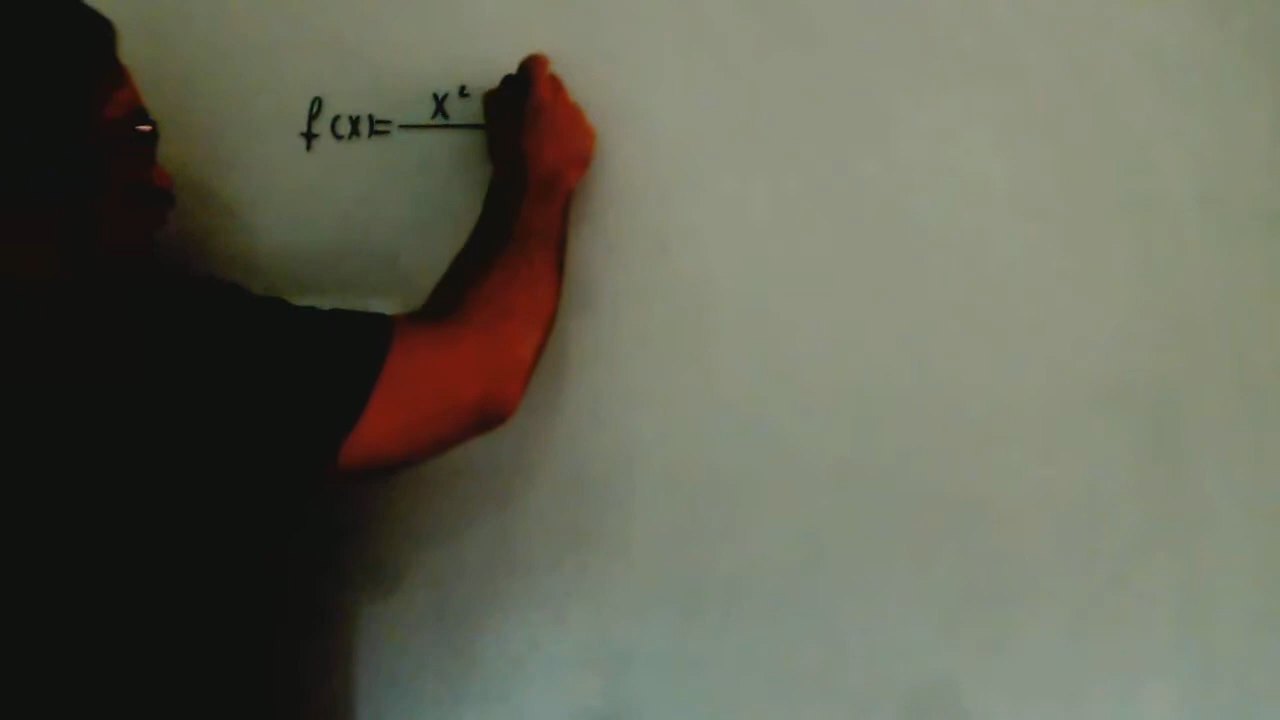 f(x)= x²